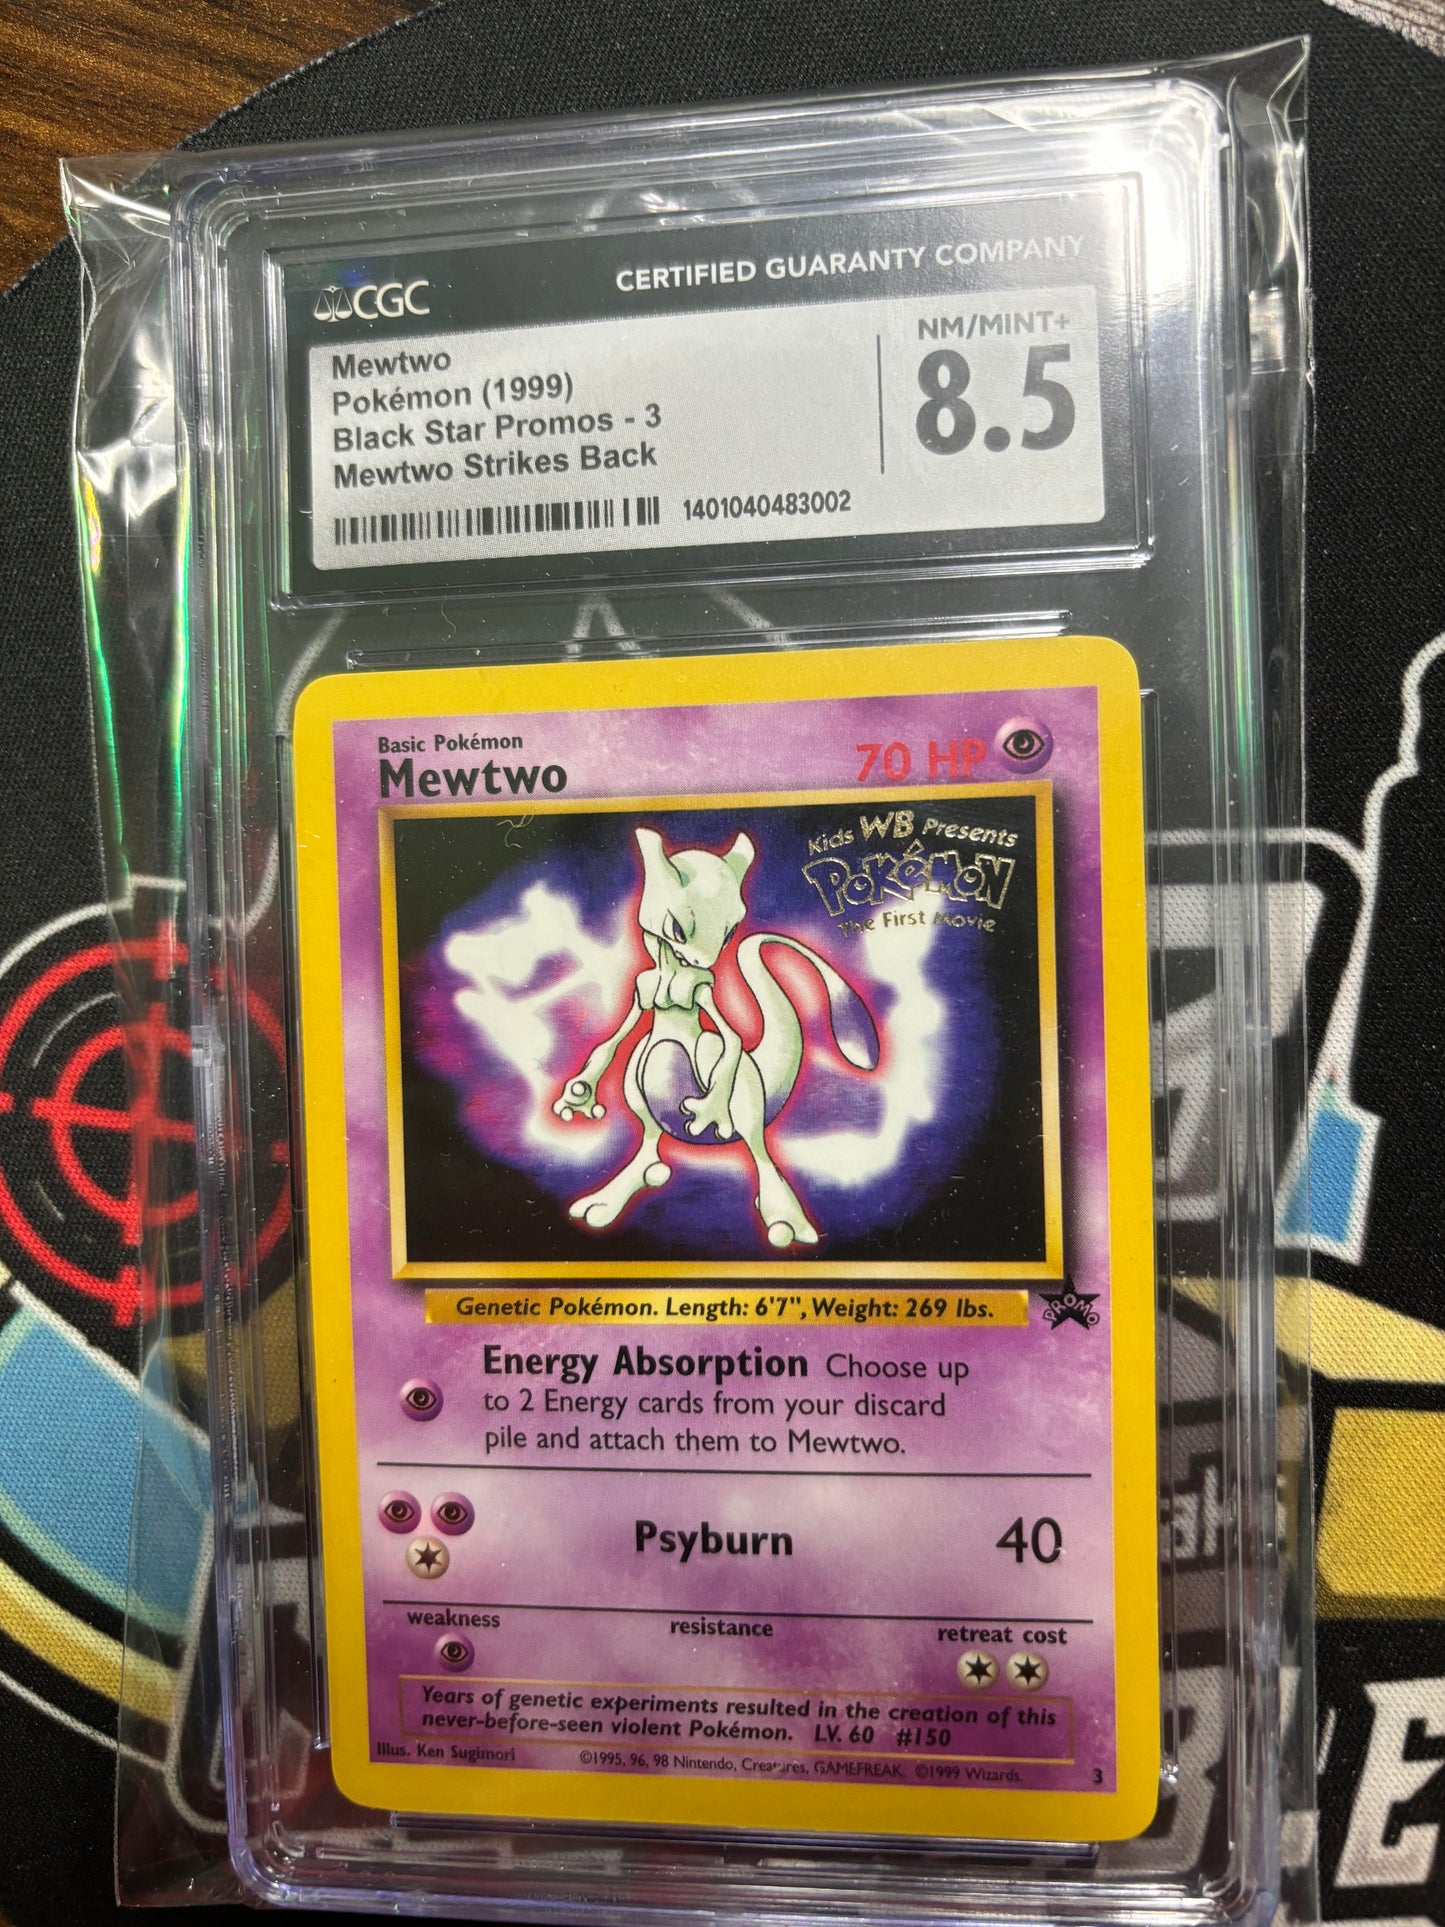 CGC
CERTIFIED GUARANTY COMPANY
Mewtwo
Pokémon (1999)
Black Star Promos - 3
Mewtwo Strikes Back
NM/MINT+
8.5
1401040483002
Basic Pokémon
Mewtwo
70 HP
Kids WB Presents
POKéMON
The First Movie
Genetic Pokémon. Length: 6'7", Weight: 269 lbs.
PROMO
Energy Absorption Choose up
to 2 Energy cards from your discard
pile and attach them to Mewtwo.
Psyburn 40
weakness
resistance
retreat cost
Years of genetic experiments resulted in the creation of this
never-before-seen violent Pokémon. LV. 60 #150
Illus. Ken Sugimori
©1995, 96, 98 Nintendo, Creatures, GAMEFREAK. ©1999 Wizards.
3